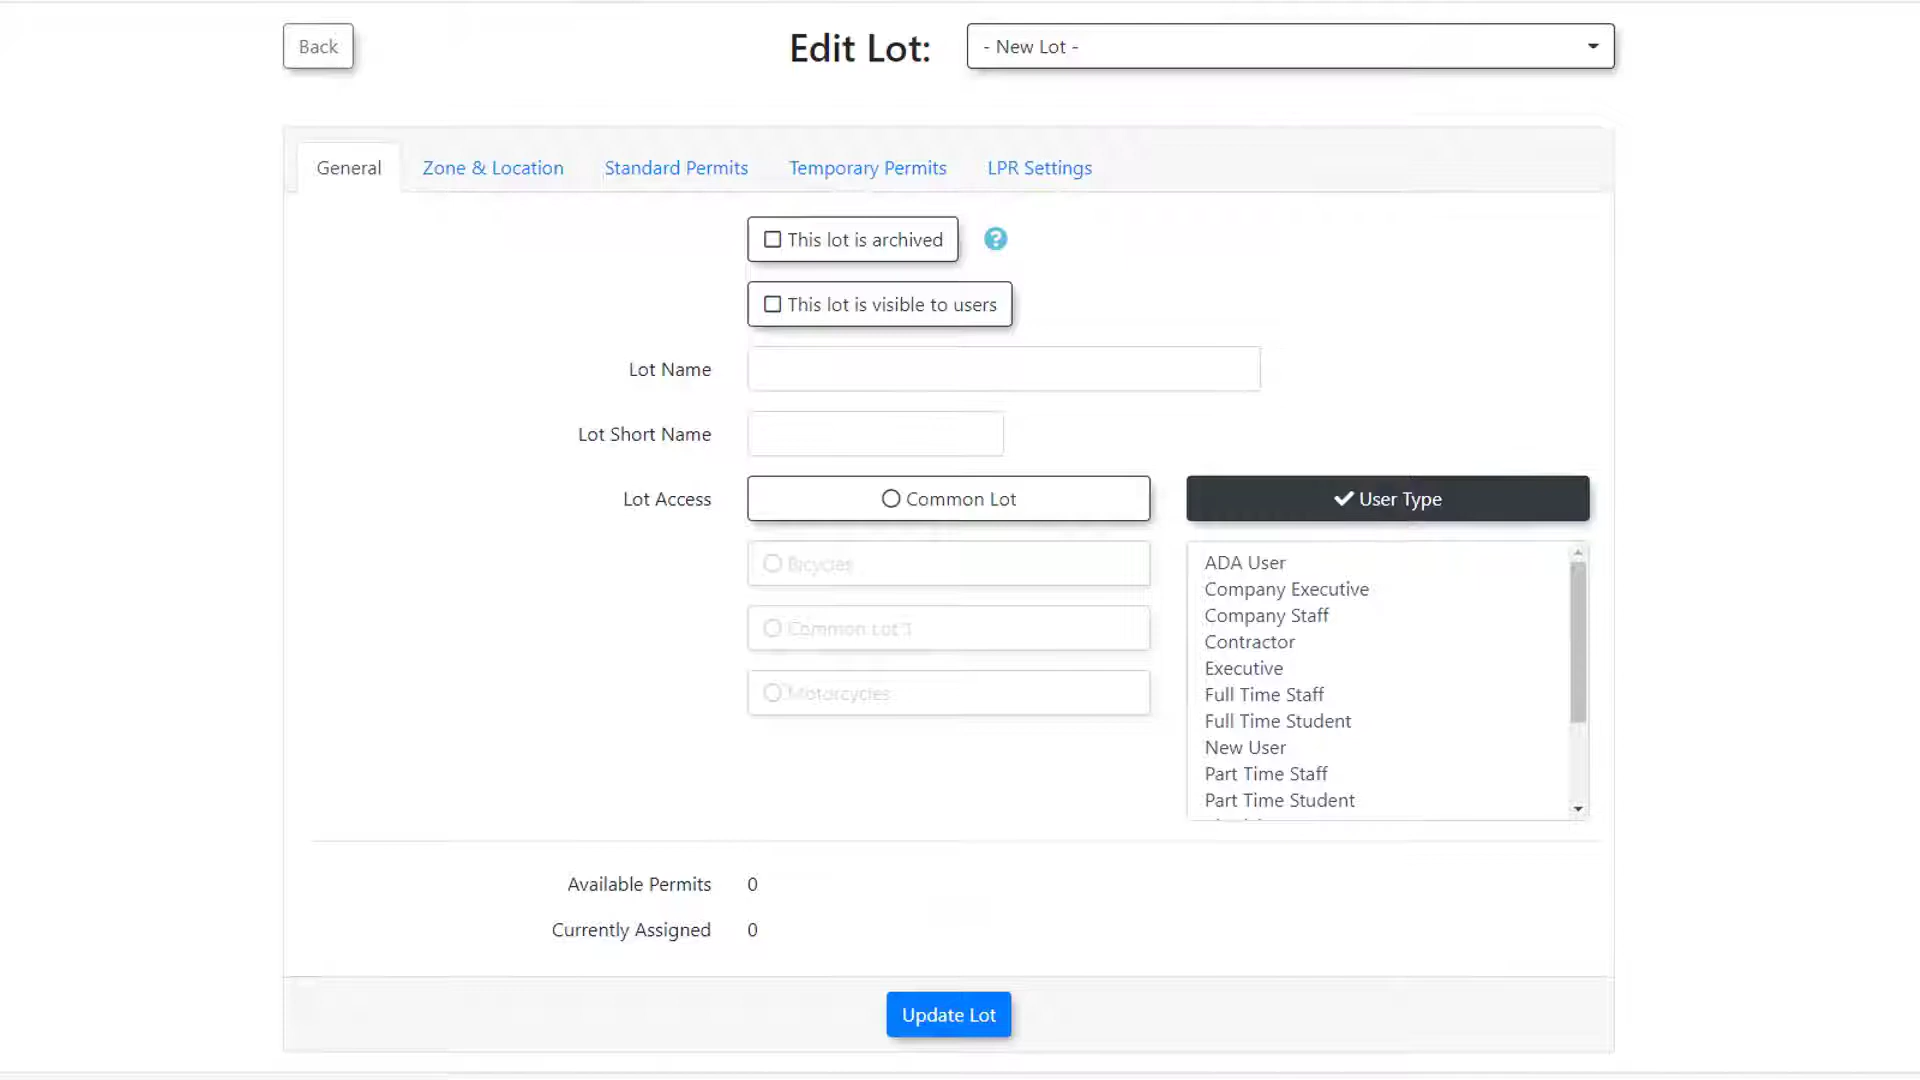 Back
Edit Lot:
- New Lot -
General
Zone & Location
Standard Permits
Temporary Permits
LPR Settings
This lot is archived
?
This lot is visible to users
Lot Name
Lot Short Name
Lot Access
Common Lot
User Type
Bicycles
Common Lot 1
Motorcycles
ADA User
Company Executive
Company Staff
Contractor
Executive
Full Time Staff
Full Time Student
New User
Part Time Staff
Part Time Student
Available Permits 0
Currently Assigned 0
Update Lot